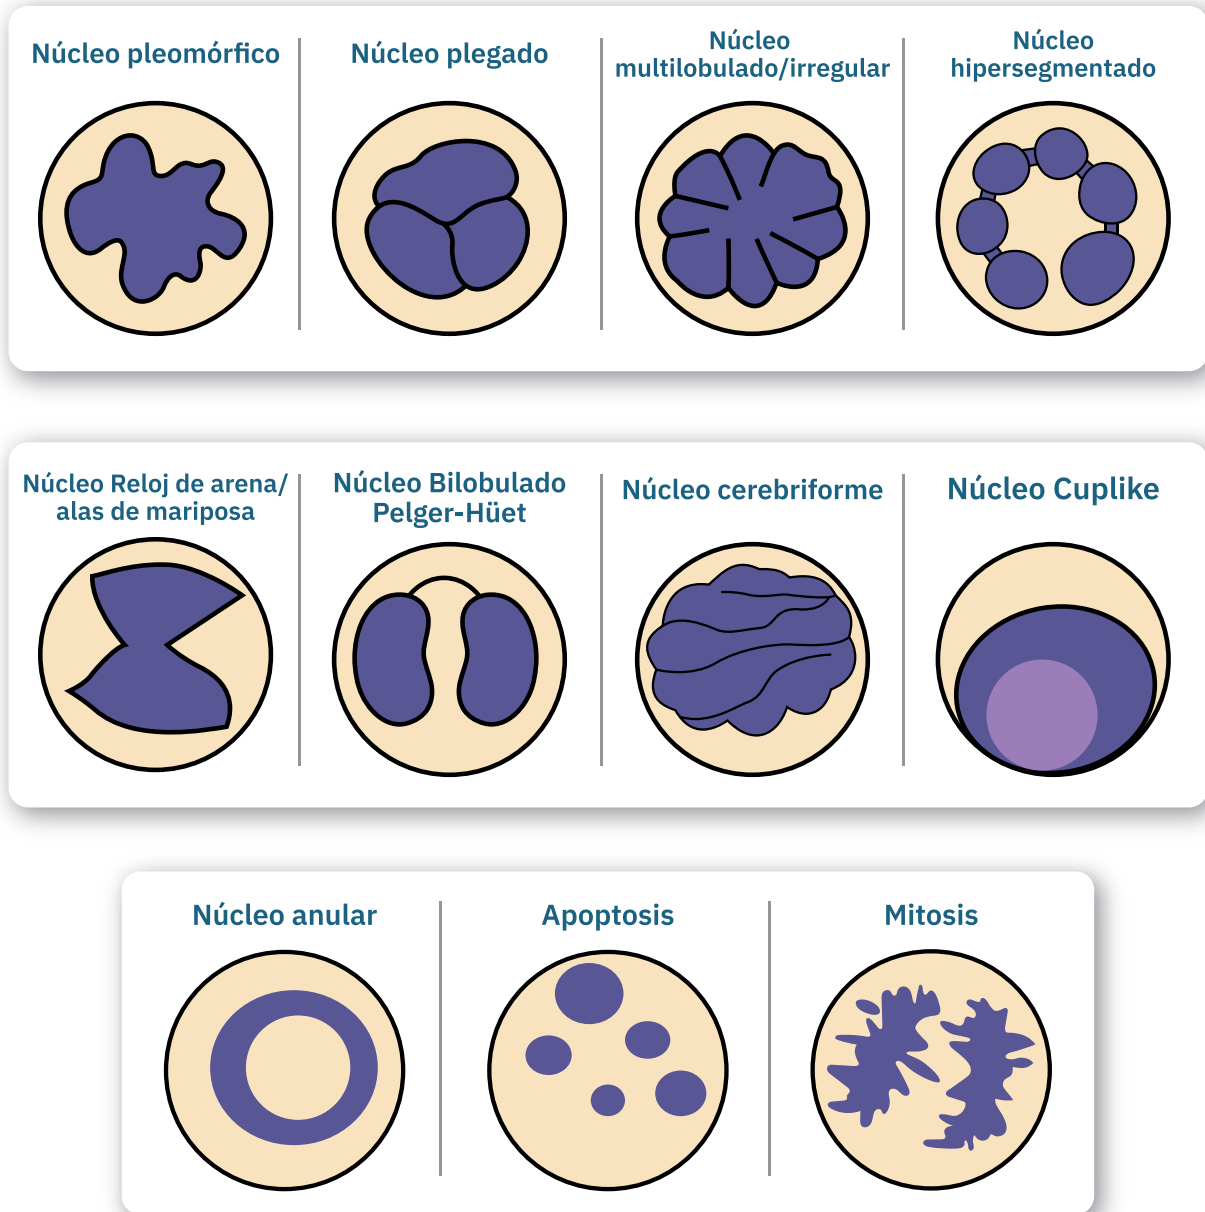 Núcleo pleomórfico
Núcleo plegado
Núcleo
multilobulado/irregular
Núcleo
hipersegmentado
Núcleo Reloj de arena/
alas de mariposa
Núcleo Bilobulado
Pelger-Hüet
Núcleo cerebriforme
Núcleo Cuplike
Núcleo anular
Apoptosis
Mitosis